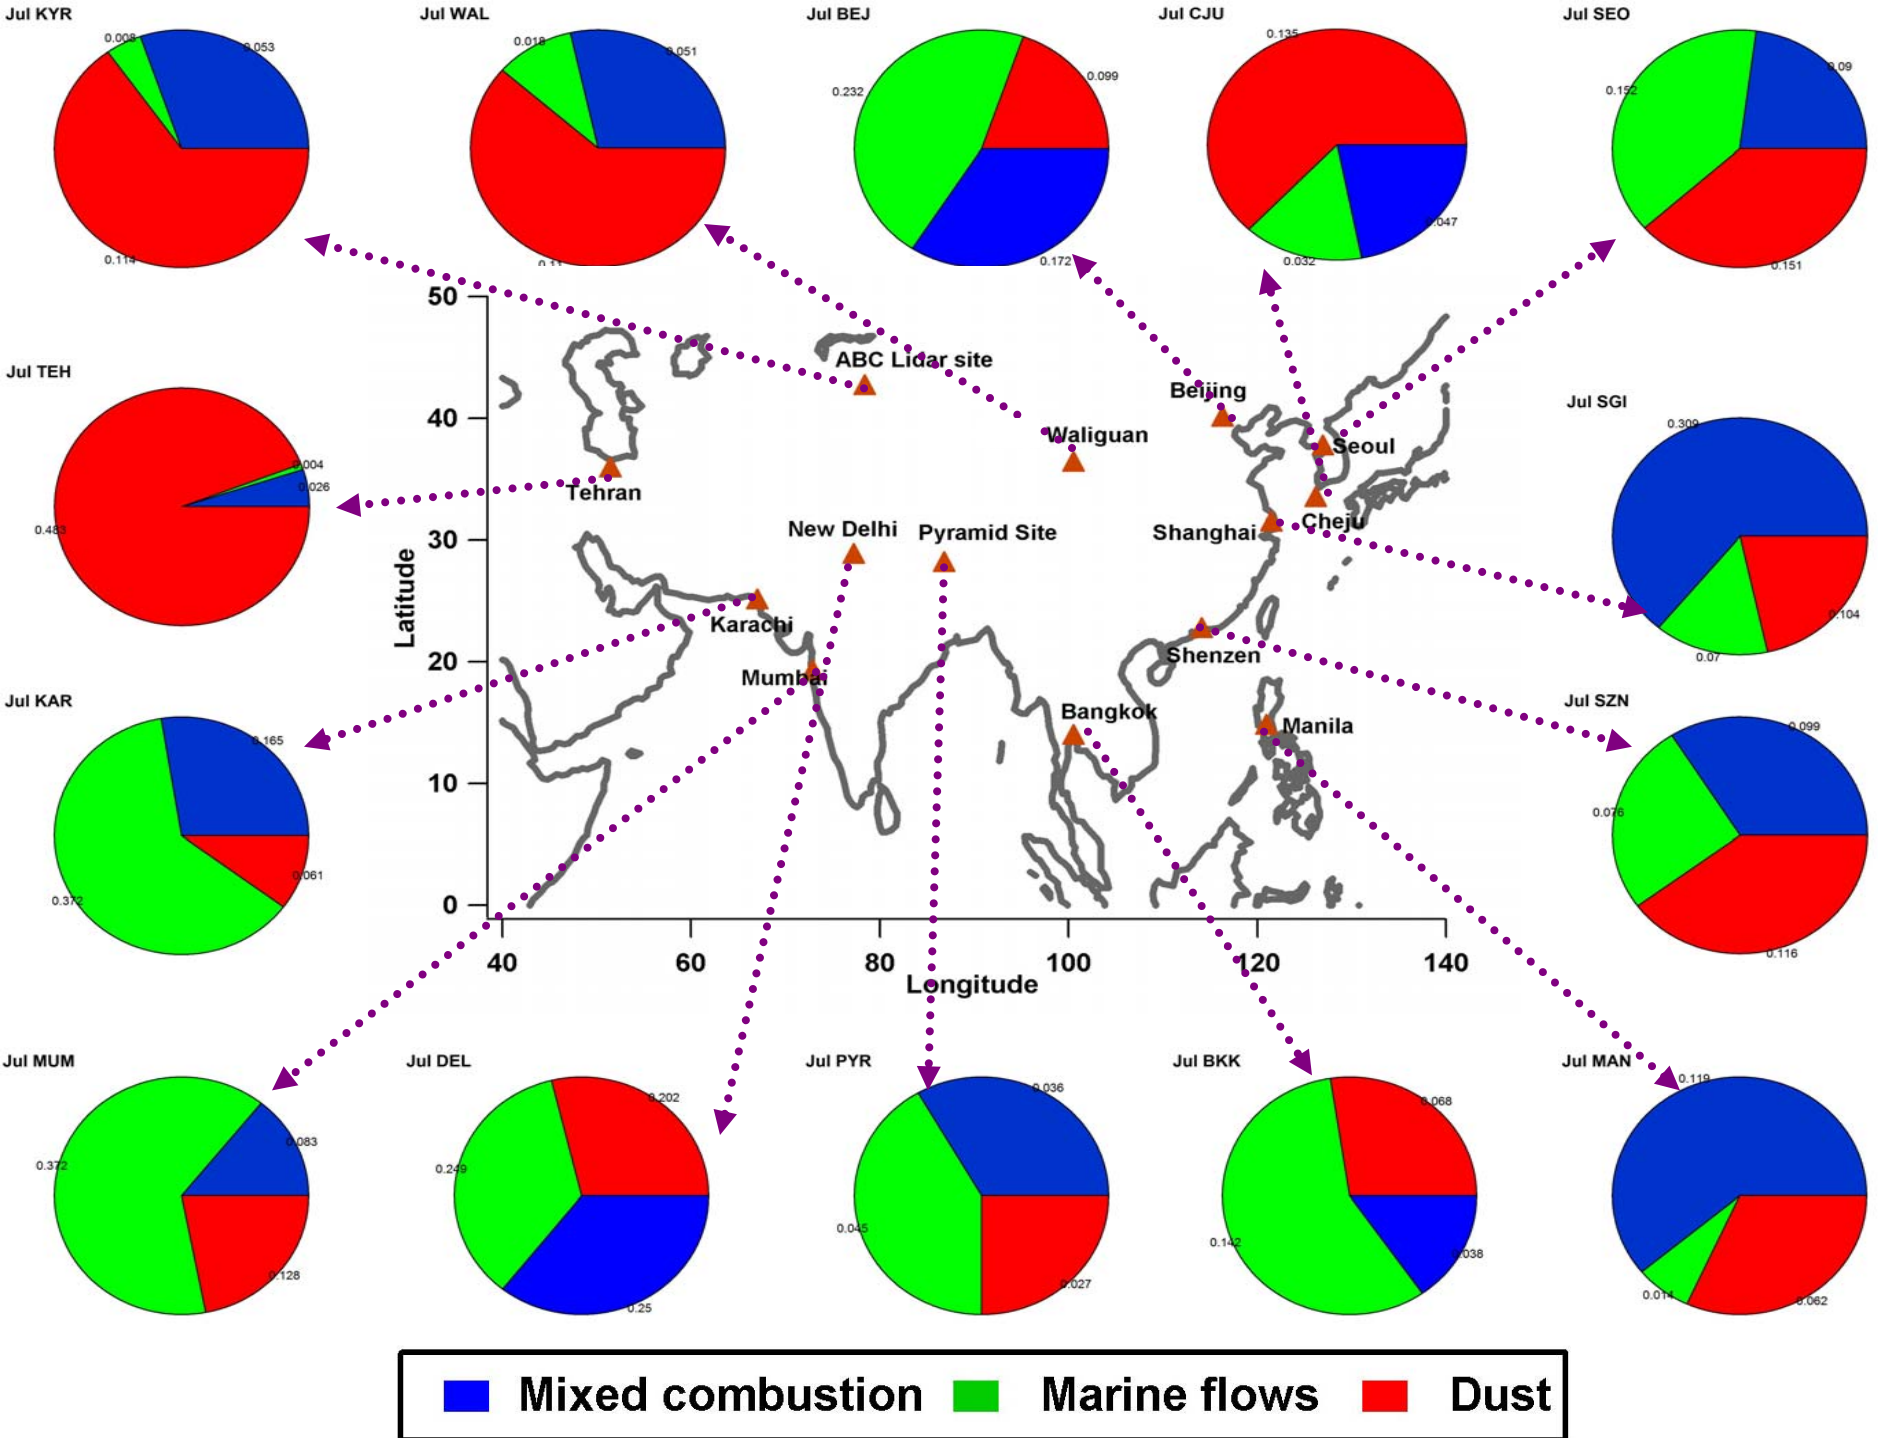 Jul KYR
0.008
0.053
0.114
Jul WAL
0.018
0.051
0.11
Jul BEJ
0.232
0.099
0.172
Jul CJU
0.135
0.047
0.032
Jul SEO
0.152
0.09
0.151
Jul TEH
0.004
0.026
0.483
Jul SGI
0.309
0.104
0.07
Jul KAR
0.165
0.061
0.372
Jul SZN
0.099
0.076
0.116
50
40
30
20
10
0
Latitude
40
60
80
100
120
140
Longitude
ABC Lidar site
Beijing
Waliguan
Seoul
Tehran
Cheju
New Delhi
Pyramid Site
Shanghai
Karachi
Mumbai
Shenzen
Bangkok
Manila
Jul MUM
0.372
0.083
0.128
Jul DEL
0.202
0.249
0.25
Jul PYR
0.036
0.045
0.027
Jul BKK
0.068
0.142
0.038
Jul MAN
0.119
0.014
0.062
Mixed combustion
Marine flows
Dust